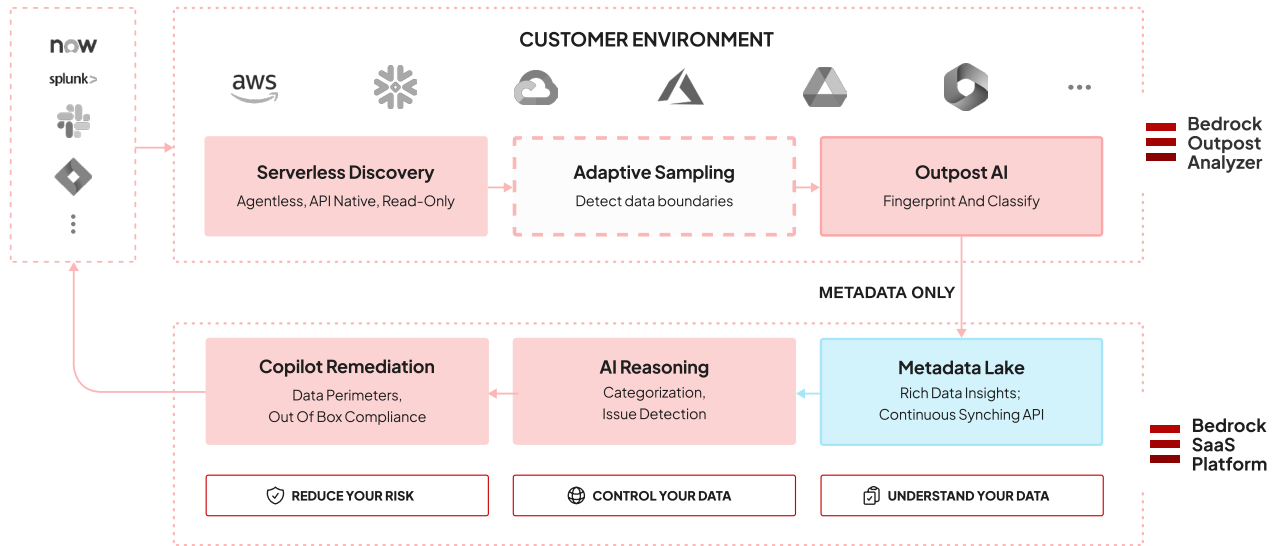 now
splunk>
CUSTOMER ENVIRONMENT
aws
Serverless Discovery
Agentless, API Native, Read-Only
Adaptive Sampling
Detect data boundaries
Outpost AI
Fingerprint And Classify
Bedrock
Outpost
Analyzer
METADATA ONLY
Copilot Remediation
Data Perimeters,
Out Of Box Compliance
AI Reasoning
Categorization,
Issue Detection
Metadata Lake
Rich Data Insights;
Continuous Synching API
Bedrock
SaaS
Platform
REDUCE YOUR RISK
CONTROL YOUR DATA
UNDERSTAND YOUR DATA